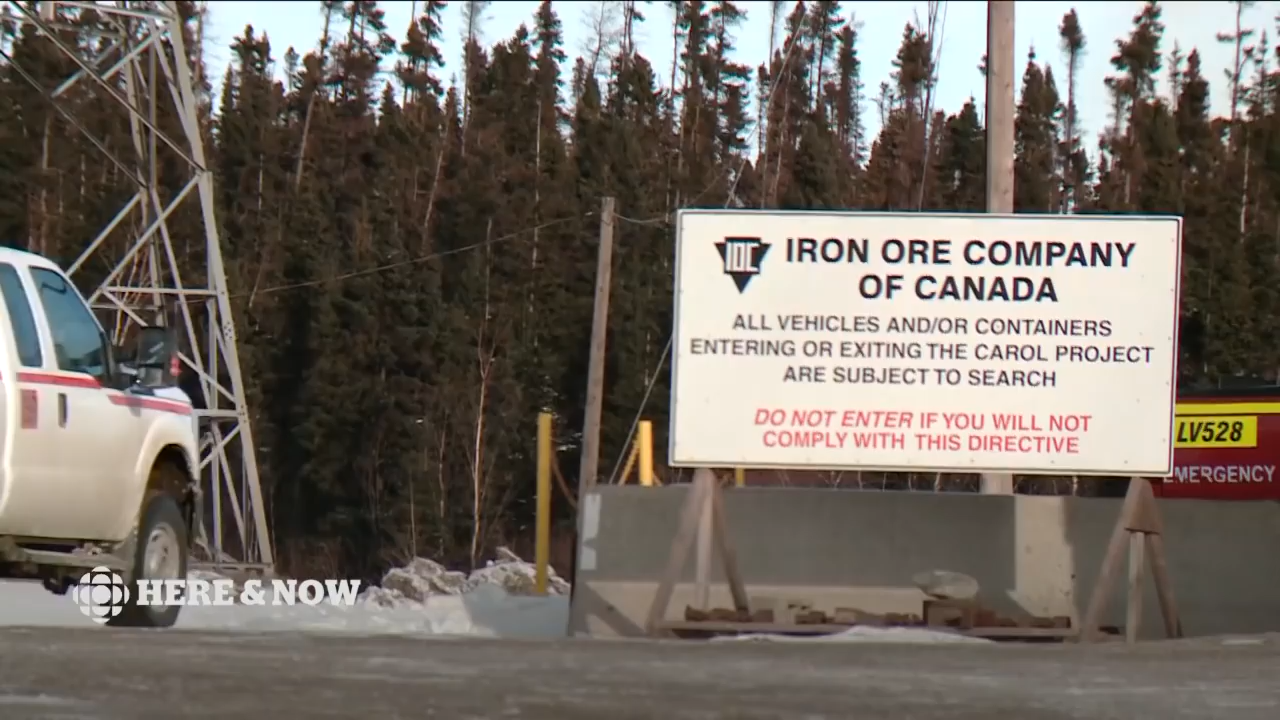 IOC
IRON ORE COMPANY
OF CANADA
ALL VEHICLES AND/OR CONTAINERS
ENTERING OR EXITING THE CAROL PROJECT
ARE SUBJECT TO SEARCH
DO NOT ENTER IF YOU WILL NOT
COMPLY WITH THIS DIRECTIVE
LV528
EMERGENCY
HERE & NOW